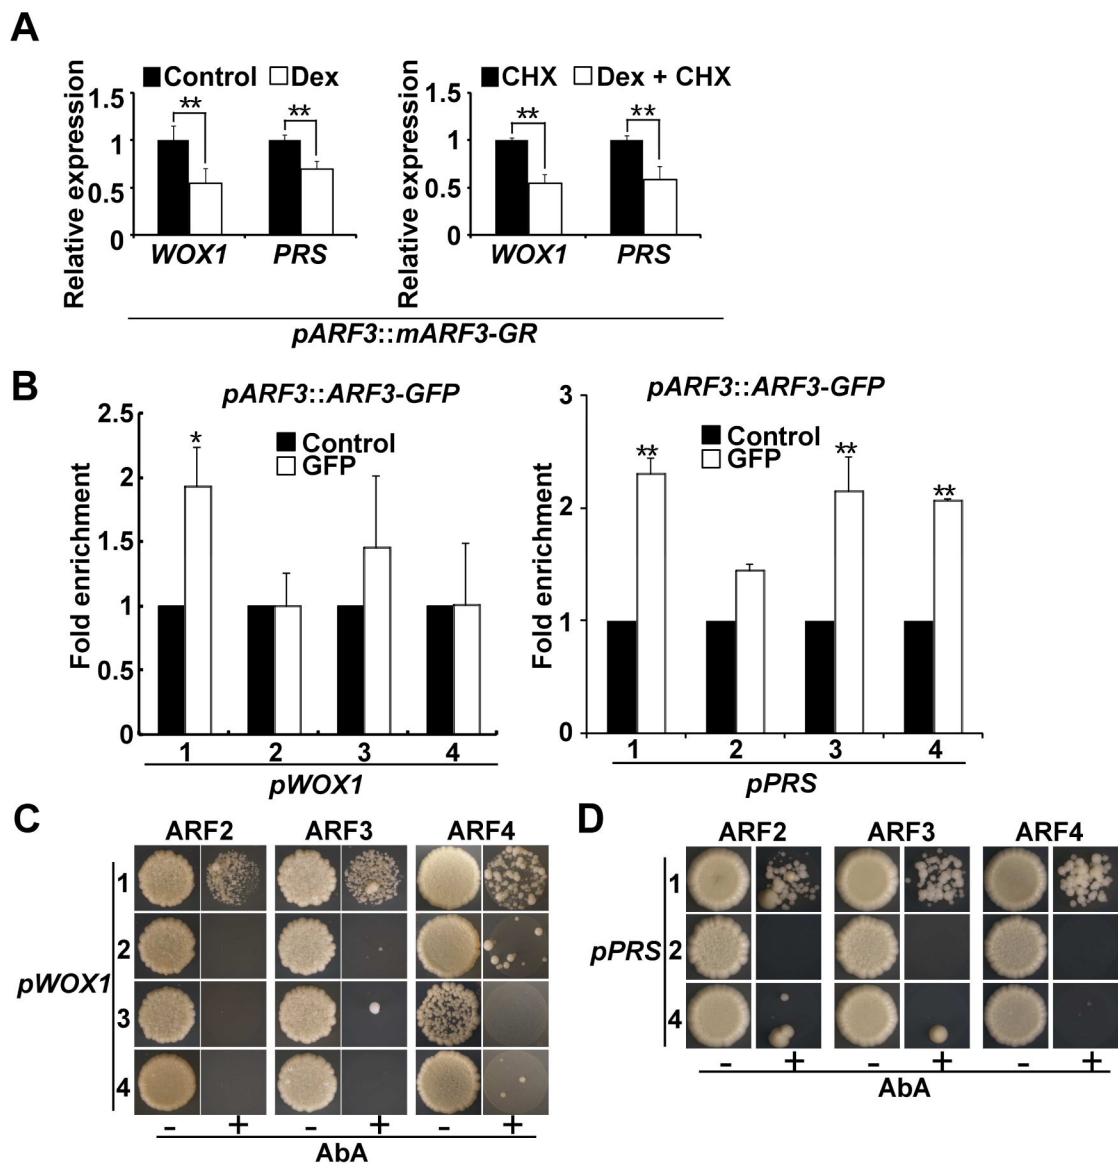 A
Control Dex
Relative expression
1.5
1
0.5
0
** **
WOX1 PRS
CHX Dex + CHX
Relative expression
1.5
1
0.5
0
** **
WOX1 PRS
pARF3::mARF3-GR
B
pARF3::ARF3-GFP
Control
GFP
Fold enrichment
2.5
2
1.5
1
0.5
0
*
1 2 3 4
pWOX1
pARF3::ARF3-GFP
Control
GFP
Fold enrichment
3
2
1
0
** ** **
1 2 3 4
pPRS
C
ARF2 ARF3 ARF4
pWOX1
1
2
3
4
- + - + - +
AbA
D
ARF2 ARF3 ARF4
pPRS
1
2
4
- + - + - +
AbA